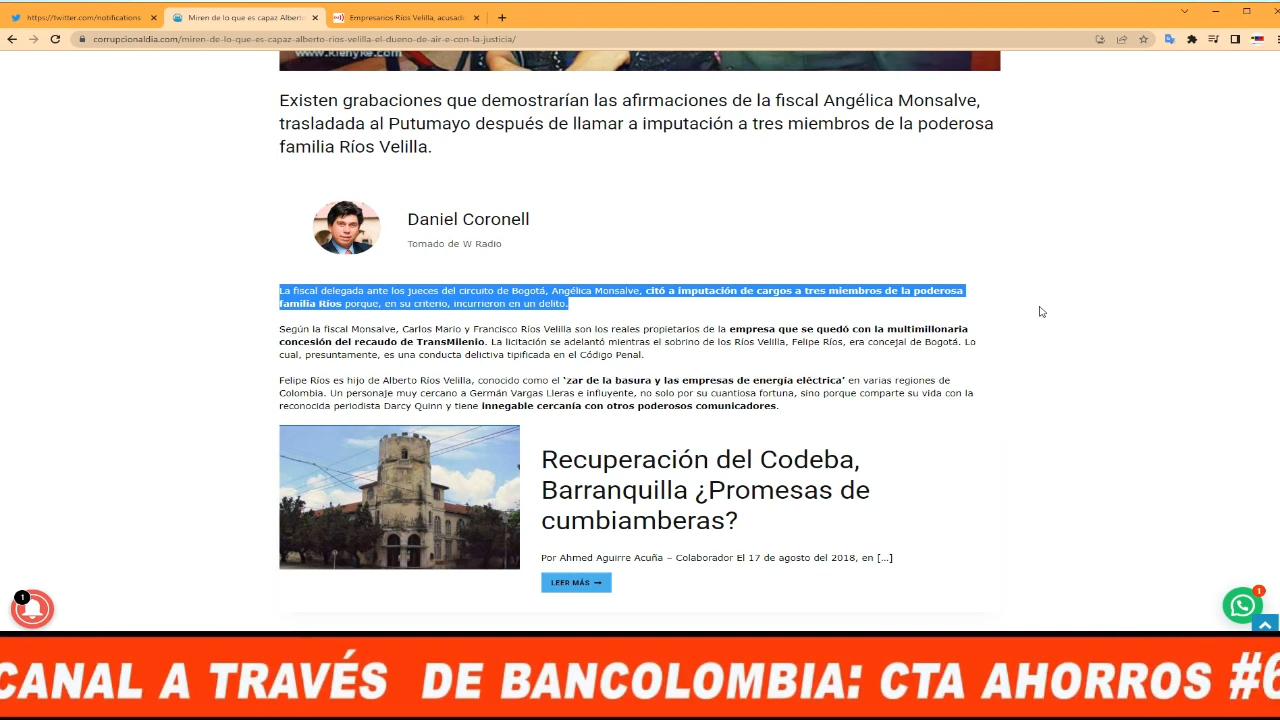 https://twitter.com/notifications
Miren de lo que es capaz Alberto
Empresarios Ríos Velilla, acusad
corrupcionaldia.com/miren-de-lo-que-es-capaz-alberto-rios-velilla-el-dueno-de-air-e-con-la-justicia/
www.kienyke.com
Existen grabaciones que demostrarían las afirmaciones de la fiscal Angélica Monsalve,
trasladada al Putumayo después de llamar a imputación a tres miembros de la poderosa
familia Ríos Velilla.
Daniel Coronell
Tomado de W Radio
La fiscal delegada ante los jueces del circuito de Bogotá, Angélica Monsalve, citó a imputación de cargos a tres miembros de la poderosa
familia Ríos porque, en su criterio, incurrieron en un delito.
Según la fiscal Monsalve, Carlos Mario y Francisco Ríos Velilla son los reales propietarios de la empresa que se quedó con la multimillonaria
concesión del recaudo de TransMilenio. La licitación se adelantó mientras el sobrino de los Ríos Velilla, Felipe Ríos, era concejal de Bogotá. Lo
cual, presuntamente, es una conducta delictiva tipificada en el Código Penal.
Felipe Ríos es hijo de Alberto Ríos Velilla, conocido como el ‘zar de la basura y las empresas de energía eléctrica’ en varias regiones de
Colombia. Un personaje muy cercano a Germán Vargas Lleras e influyente, no solo por su cuantiosa fortuna, sino porque comparte su vida con la
reconocida periodista Darcy Quinn y tiene innegable cercanía con otros poderosos comunicadores.
Recuperación del Codeba,
Barranquilla ¿Promesas de
cumbiamberas?
Por Ahmed Aguirre Acuña – Colaborador El 17 de agosto del 2018, en [...]
LEER MÁS →
1
1
CANAL A TRAVÉS DE BANCOLOMBIA: CTA AHORROS #6